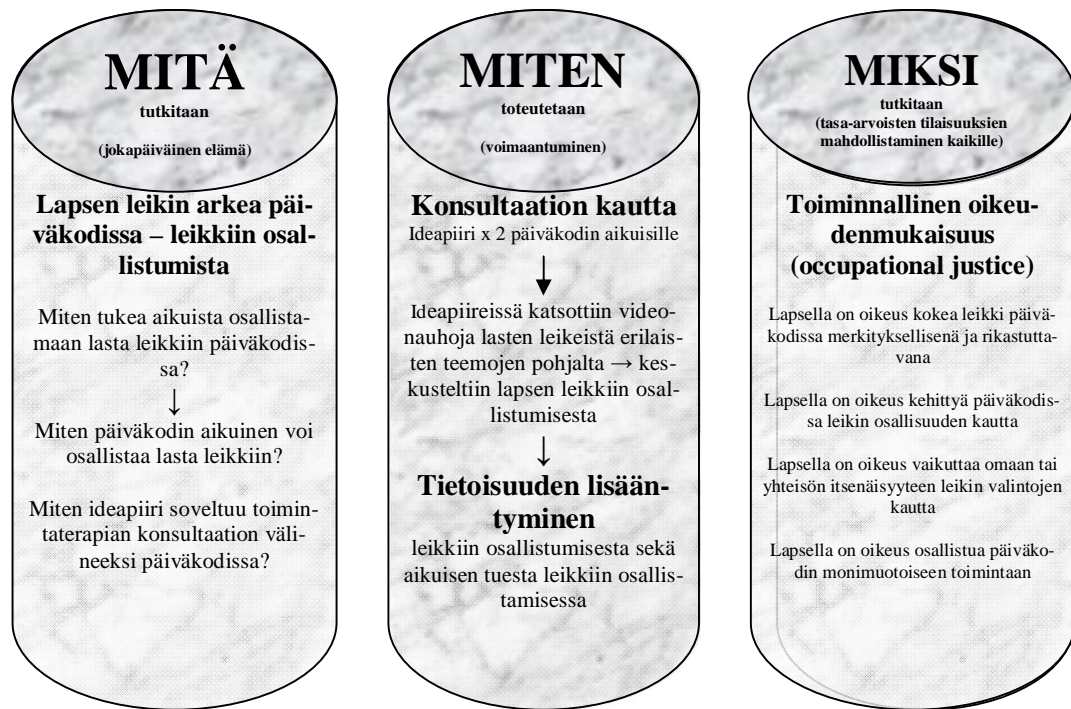 MITÄ
tutkitaan
(jokapäiväinen elämä)
Lapsen leikin arkea päi-
väkodissa – leikkiin osal-
listumista
Miten tukea aikuista osallista-
maan lasta leikkiin päiväkodis-
sa?
↓
Miten päiväkodin aikuinen voi
osallistaa lasta leikkiin?
Miten ideapiiri soveltuu toimin-
taterapian konsultaation väli-
neeksi päiväkodissa?
MITEN
toteutetaan
(voimaantuminen)
Konsultaation kautta
Ideapiiri x 2 päiväkodin aikuisille
Ideapiireissä katsottiin video-
nauhoja lasten leikeistä erilais-
ten teemojen pohjalta → kes-
kusteltiin lapsen leikkiin osal-
listumisesta
↓
Tietoisuuden lisään-
tyminen
leikkiin osallistumisesta sekä
aikuisen tuesta leikkiin osallis-
tamisessa
MIKSI
tutkitaan
(tasa-arvoisten tilaisuuksien
mahdollistaminen kaikille)
Toiminnallinen oikeu-
denmukaisuus
(occupational justice)
Lapsella on oikeus kokea leikki päivä-
kodissa merkityksellisenä ja rikastutta-
vana
Lapsella on oikeus kehittyä päiväkodis-
sa leikin osallisuuden kautta
Lapsella on oikeus vaikuttaa omaan tai
yhteisön itsenäisyyteen leikin valintojen
kautta
Lapsella on oikeus osallistua päiväko-
din monimuotoiseen toimintaan